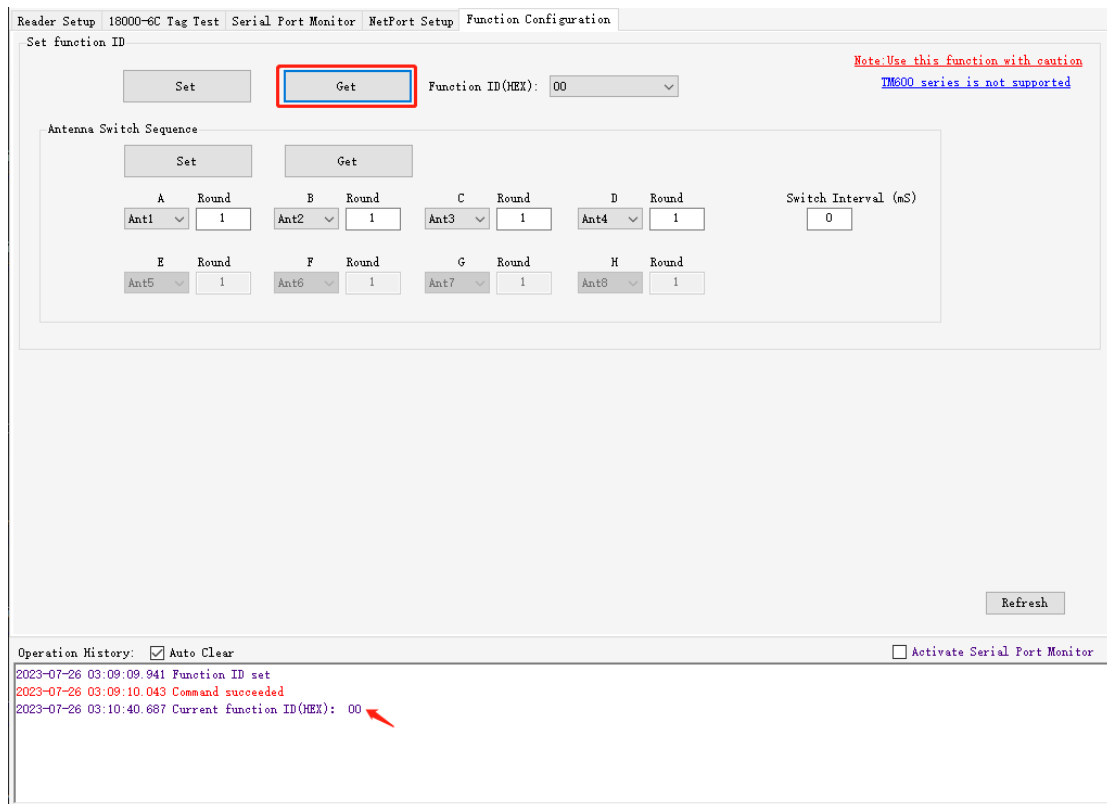 Reader Setup 18000-6C Tag Test Serial Port Monitor NetPort Setup Function Configuration
Set function ID
Note:Use this function with caution
Set Get Function ID(HEX): 00 TM600 series is not supported
Antenna Switch Sequence
Set Get
A Round B Round C Round D Round Switch Interval (mS)
Ant1 1 Ant2 1 Ant3 1 Ant4 1 0
E Round F Round G Round H Round
Ant5 1 Ant6 1 Ant7 1 Ant8 1
Refresh
Operation History: Auto Clear Activate Serial Port Monitor
2023-07-26 03:09:09.941 Function ID set
2023-07-26 03:09:10.043 Command succeeded
2023-07-26 03:10:40.687 Current function ID(HEX): 00